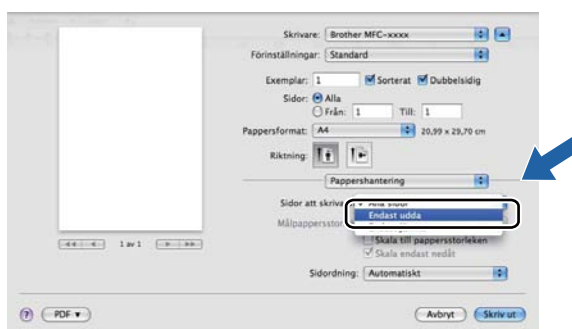 Skrivare: Brother MFC-xxxx
Förinställningar: Standard
Exemplar: 1 Sorterat Dubbelsidig
Sidor: Alla
Från: 1 Till: 1
Pappersformat: A4 20,99 x 29,70 cm
Riktning:
Pappershantering
Sidor att skriva
Alla sidor
Endast udda
Målpappersstor
Skala till pappersstorleken
Skala endast nedåt
Sidordning: Automatiskt
1 av 1
? PDF Avbryt Skriv ut